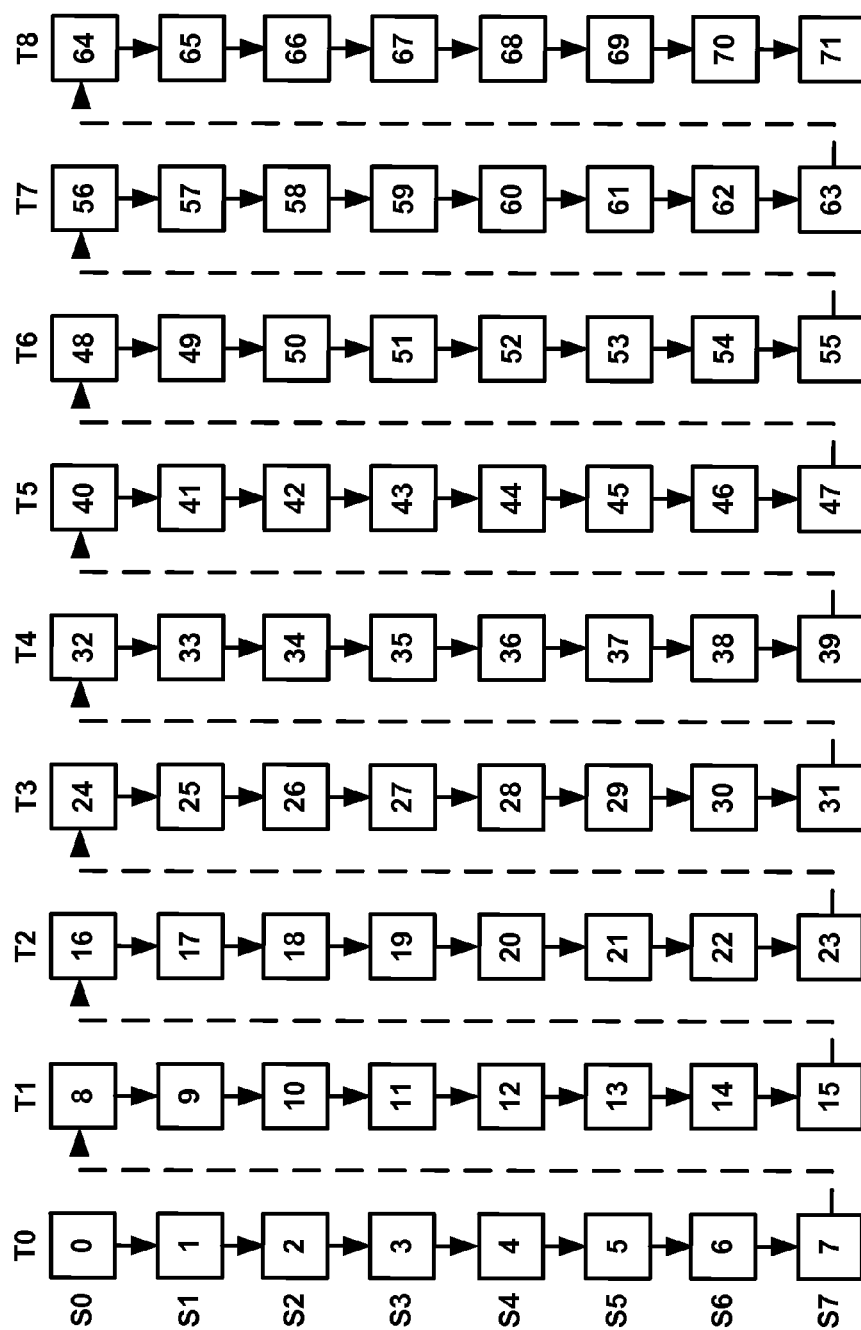 T0 T1 T2 T3 T4 T5 T6 T7 T8
S0 0 8 16 24 32 40 48 56 64
S1 1 9 17 25 33 41 49 57 65
S2 2 10 18 26 34 42 50 58 66
S3 3 11 19 27 35 43 51 59 67
S4 4 12 20 28 36 44 52 60 68
S5 5 13 21 29 37 45 53 61 69
S6 6 14 22 30 38 46 54 62 70
S7 7 15 23 31 39 47 55 63 71